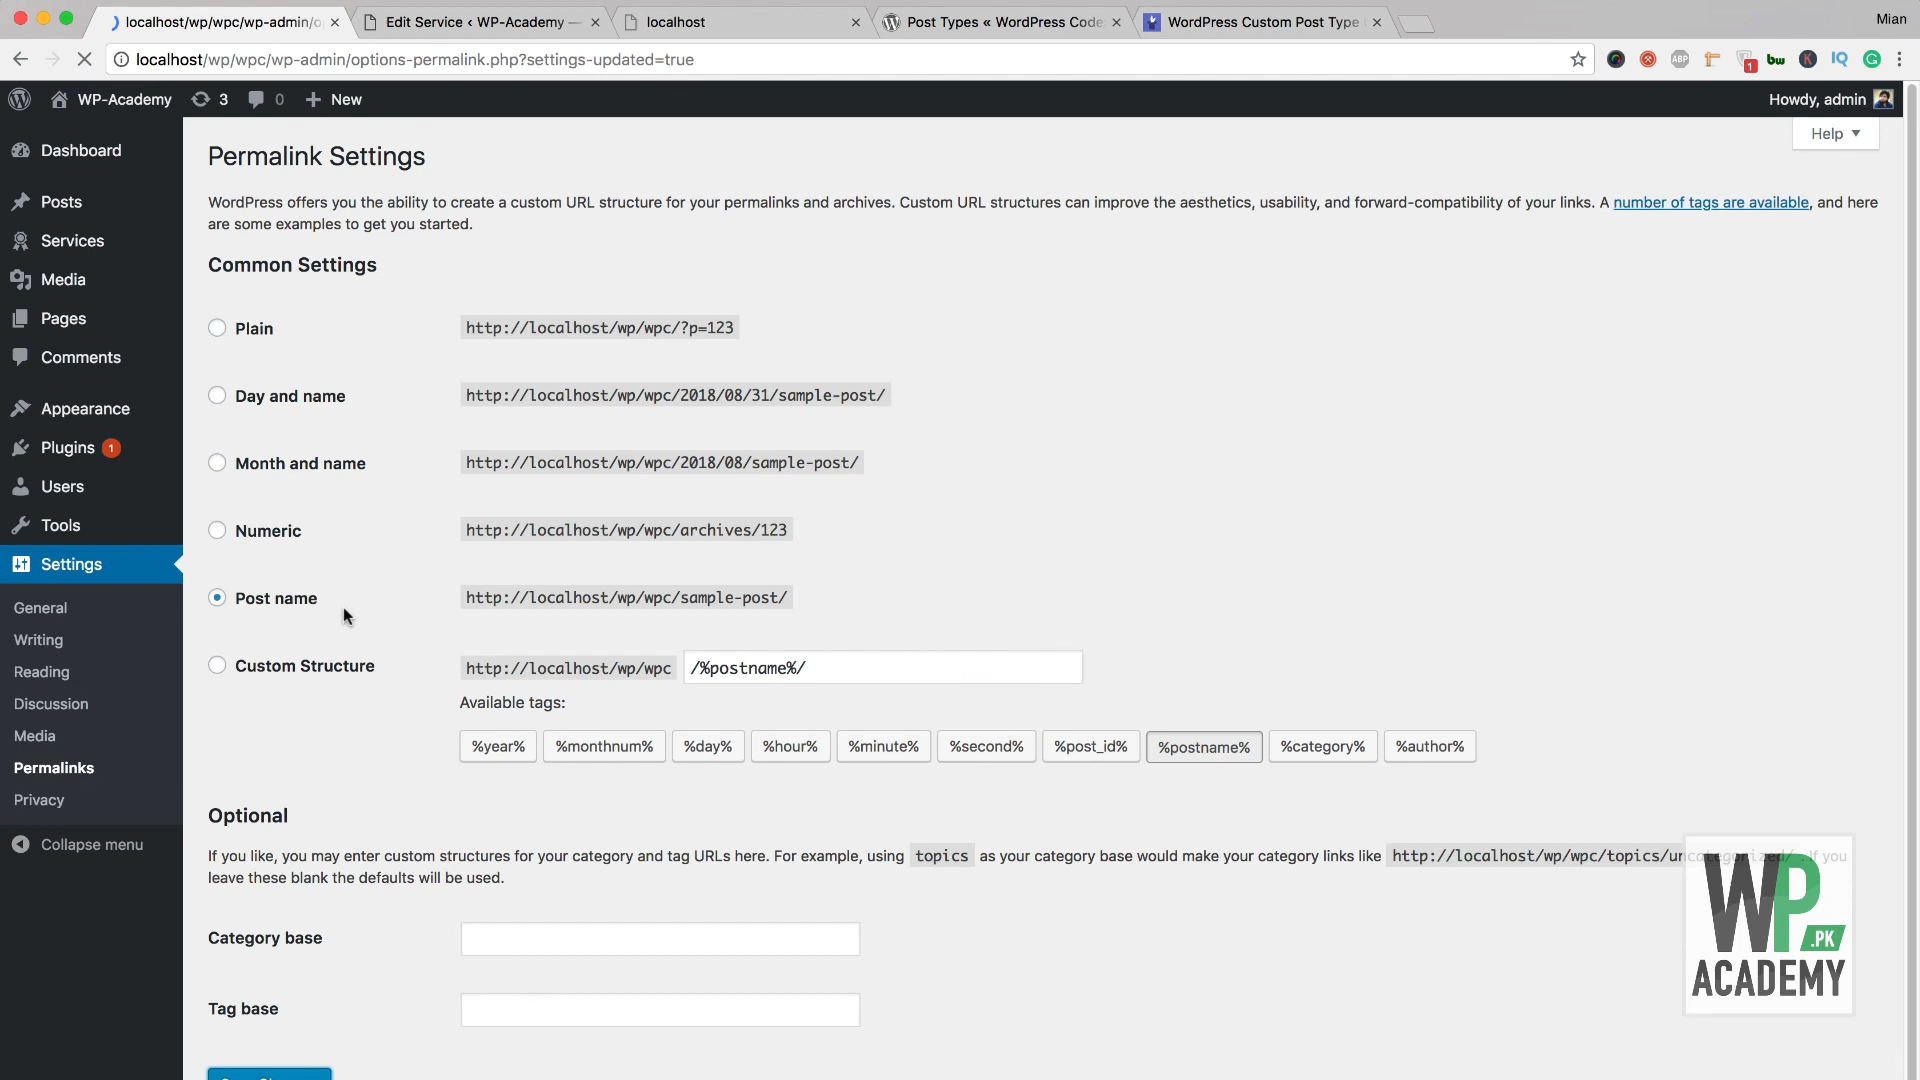 localhost/wp/wpc/wp-admin/o
Edit Service ‹ WP-Academy —
localhost
Post Types « WordPress Code
WordPress Custom Post Type
Mian
localhost/wp/wpc/wp-admin/options-permalink.php?settings-updated=true
ABP
1
bw
K
IQ
G
WP-Academy
3
0
New
Howdy, admin
Help
Dashboard
Posts
Services
Media
Pages
Comments
Appearance
Plugins 1
Users
Tools
Settings
General
Writing
Reading
Discussion
Media
Permalinks
Privacy
Collapse menu
Permalink Settings
WordPress offers you the ability to create a custom URL structure for your permalinks and archives. Custom URL structures can improve the aesthetics, usability, and forward-compatibility of your links. A number of tags are available, and here
are some examples to get you started.
Common Settings
Plain
http://localhost/wp/wpc/?p=123
Day and name
http://localhost/wp/wpc/2018/08/31/sample-post/
Month and name
http://localhost/wp/wpc/2018/08/sample-post/
Numeric
http://localhost/wp/wpc/archives/123
Post name
http://localhost/wp/wpc/sample-post/
Custom Structure
http://localhost/wp/wpc /%postname%/
Available tags:
%year% %monthnum% %day% %hour% %minute% %second% %post_id% %postname% %category% %author%
Optional
If you like, you may enter custom structures for your category and tag URLs here. For example, using topics as your category base would make your category links like http://localhost/wp/wpc/topics/uncategorized/ . If you
leave these blank the defaults will be used.
Category base
Tag base
WP
.PK
ACADEMY